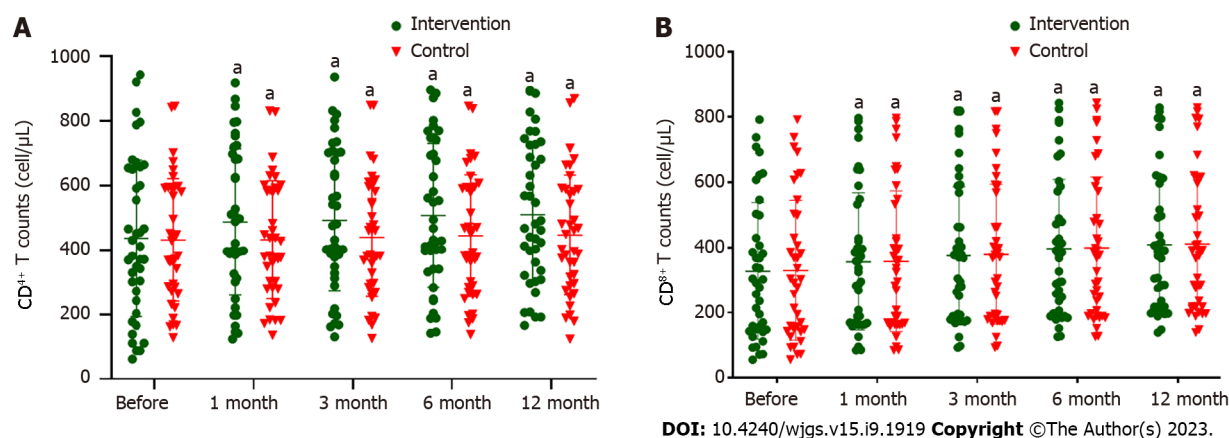 A
Intervention
Control
CD4+ T counts (cell/μL)
1000
800
600
400
200
0
a a a a a a a a
Before 1 month 3 month 6 month 12 month
B
Intervention
Control
CD8+ T counts (cell/μL)
1000
800
600
400
200
0
a a a a a a a a
Before 1 month 3 month 6 month 12 month
DOI: 10.4240/wjgs.v15.i9.1919 Copyright ©The Author(s) 2023.